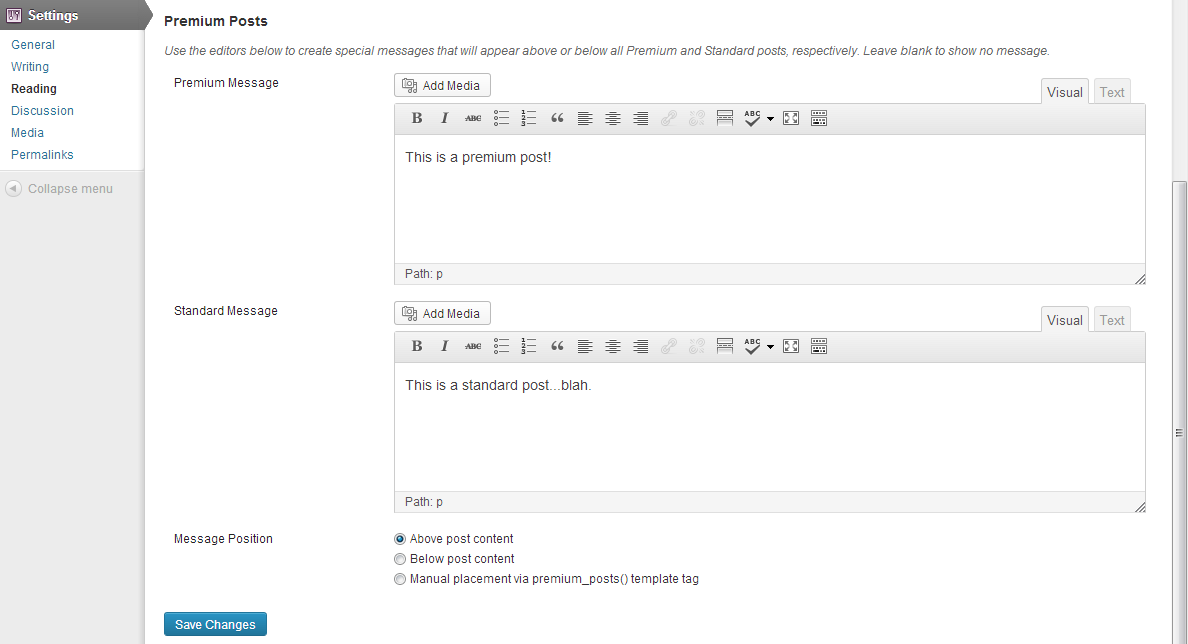 Settings
General
Writing
Reading
Discussion
Media
Permalinks
Collapse menu
Premium Posts
Use the editors below to create special messages that will appear above or below all Premium and Standard posts, respectively. Leave blank to show no message.
Premium Message
Add Media
Visual Text
B I ABC ABC
This is a premium post!
Path: p
Standard Message
Add Media
Visual Text
B I ABC ABC
This is a standard post...blah.
Path: p
Message Position
Above post content
Below post content
Manual placement via premium_posts() template tag
Save Changes